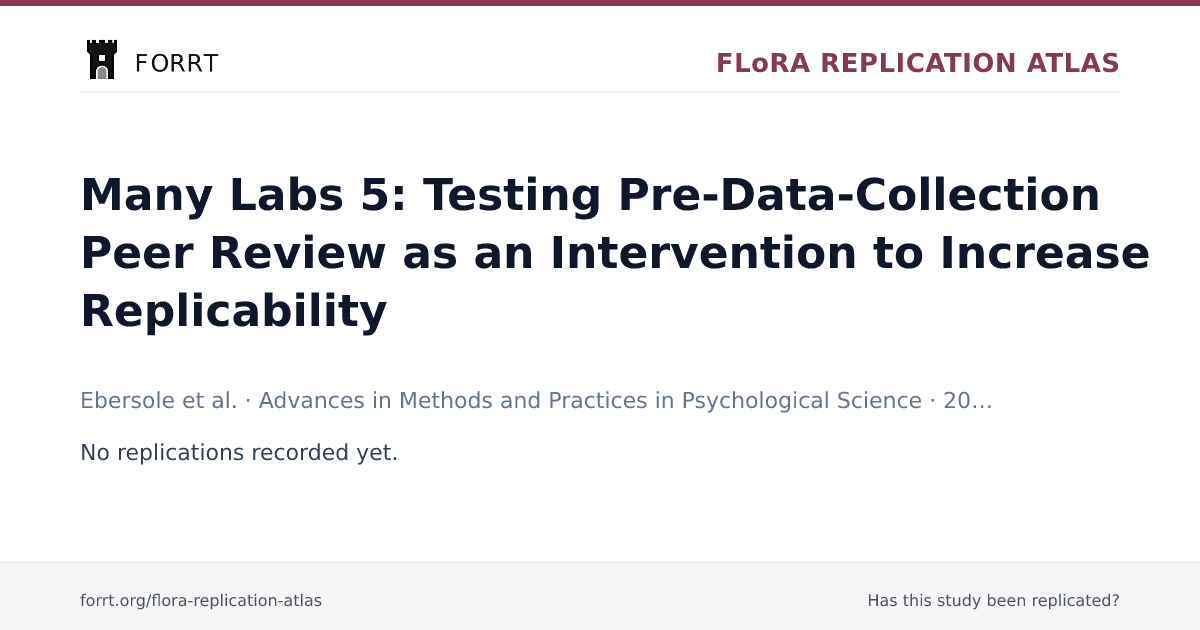 FORRT
FLoRA REPLICATION ATLAS
Many Labs 5: Testing Pre-Data-Collection
Peer Review as an Intervention to Increase
Replicability
Ebersole et al. · Advances in Methods and Practices in Psychological Science · 20…
No replications recorded yet.
forrt.org/flora-replication-atlas
Has this study been replicated?